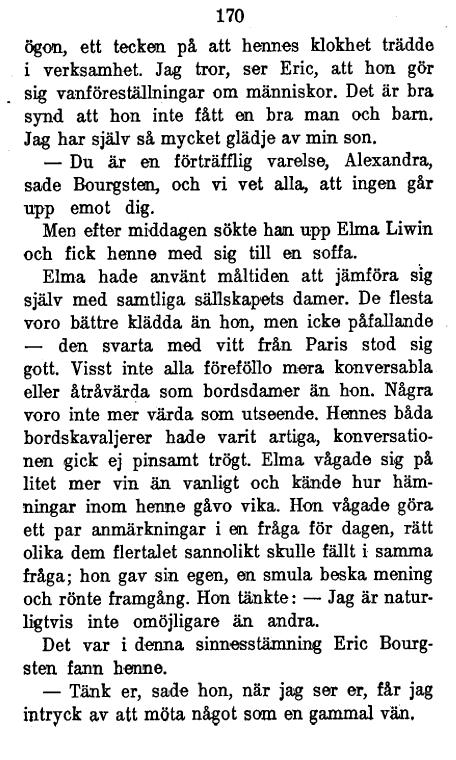 170
ögon, ett tecken på att hennes klokhet trädde
i verksamhet. Jag tror, ser Eric, att hon gör
sig vanföreställningar om människor. Det är bra
synd att hon inte fått en bra man och barn.
Jag har själv så mycket glädje av min son.
— Du är en förträfflig varelse, Alexandra,
sade Bourgsten, och vi vet alla, att ingen går
upp emot dig.
Men efter middagen sökte han upp Elma Liwin
och fick henne med sig till en soffa.
Elma hade använt måltiden att jämföra sig
själv med samtliga sällskapets damer. De flesta
voro bättre klädda än hon, men icke påfallande
— den svarta med vitt från Paris stod sig
gott. Visst inte alla föreföllo mera konversabla
eller åtråvärda som bordsdamer än hon. Några
voro inte mer värda som utseende. Hennes båda
bordskavaljerer hade varit artiga, konversatio-
nen gick ej pinsamt trögt. Elma vågade sig på
litet mer vin än vanligt och kände hur häm-
ningar inom henne gåvo vika. Hon vågade göra
ett par anmärkningar i en fråga för dagen, rätt
olika dem flertalet sannolikt skulle fällt i samma
fråga; hon gav sin egen, en smula beska mening
och rönte framgång. Hon tänkte: — Jag är natur-
ligtvis inte omöjligare än andra.
Det var i denna sinnesstämning Eric Bourg-
sten fann henne.
— Tänk er, sade hon, när jag ser er, får jag
intryck av att möta något som en gammal vän.